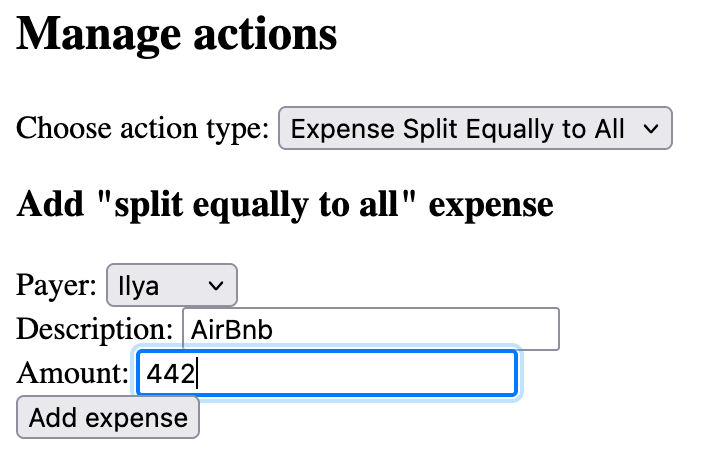 Manage actions
Choose action type: Expense Split Equally to All
Add "split equally to all" expense
Payer: Ilya
Description: AirBnb
Amount: 442
Add expense